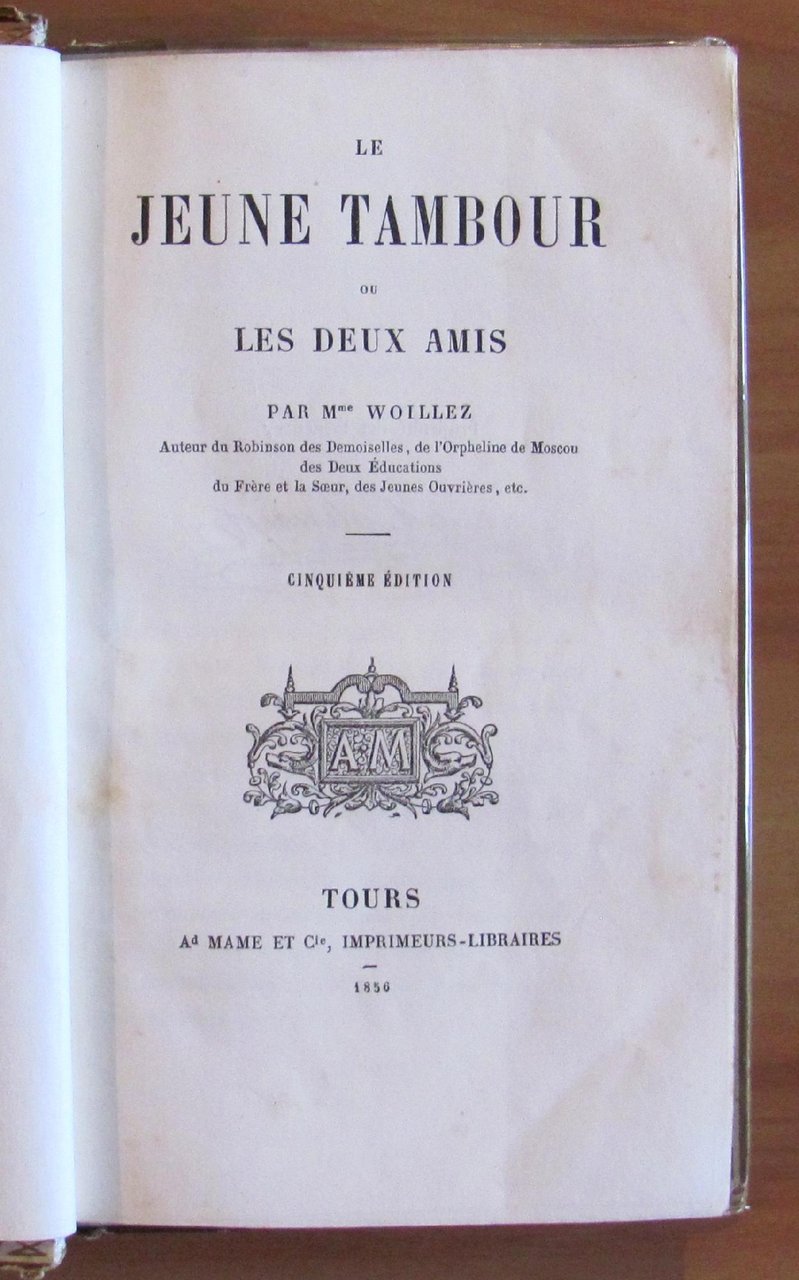 LE
JEUNE TAMBOUR
OU
LES DEUX AMIS
PAR Mme WOILLEZ
Auteur du Robinson des Demoiselles, de l'Orpheline de Moscou
des Deux Éducations
du Frère et la Sœur, des Jeunes Ouvrières, etc.
CINQUIÈME ÉDITION
A M
TOURS
Ad MAME ET Cie, IMPRIMEURS-LIBRAIRES
1856